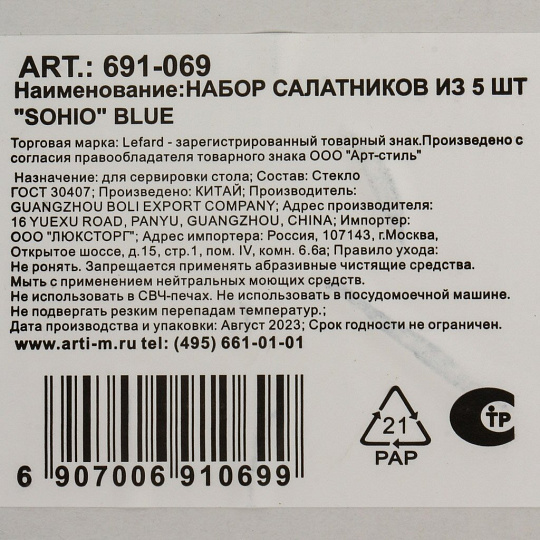 ART.: 691-069
Наименование:НАБОР САЛАТНИКОВ ИЗ 5 ШТ
"SOHIO" BLUE
Торговая марка: Lefard - зарегистрированный товарный знак.Произведено с
согласия правообладателя товарного знака ООО "Арт-стиль"
Назначение: для сервировки стола; Состав: Стекло
ГОСТ 30407; Произведено: КИТАЙ; Производитель:
GUANGZHOU BOLI EXPORT COMPANY; Адрес производителя:
16 YUEXU ROAD, PANYU, GUANGZHOU, CHINA; Импортер:
ООО "ЛЮКСТОРГ"; Адрес импортера: Россия, 107143, г.Москва,
Открытое шоссе, д.15, стр.1, пом. IV, комн. 6.6а; Правило ухода:
Не ронять. Запрещается применять абразивные чистящие средства.
Мыть с применением нейтральных моющих средств.
Не использовать в СВЧ-печах. Не использовать в посудомоечной машине.
Не подвергать резким перепадам температур.;
Дата производства и упаковки: Август 2023; Срок годности не ограничен.
www.arti-m.ru tel: (495) 661-01-01
21
PAP
СТР
6 907006 910699